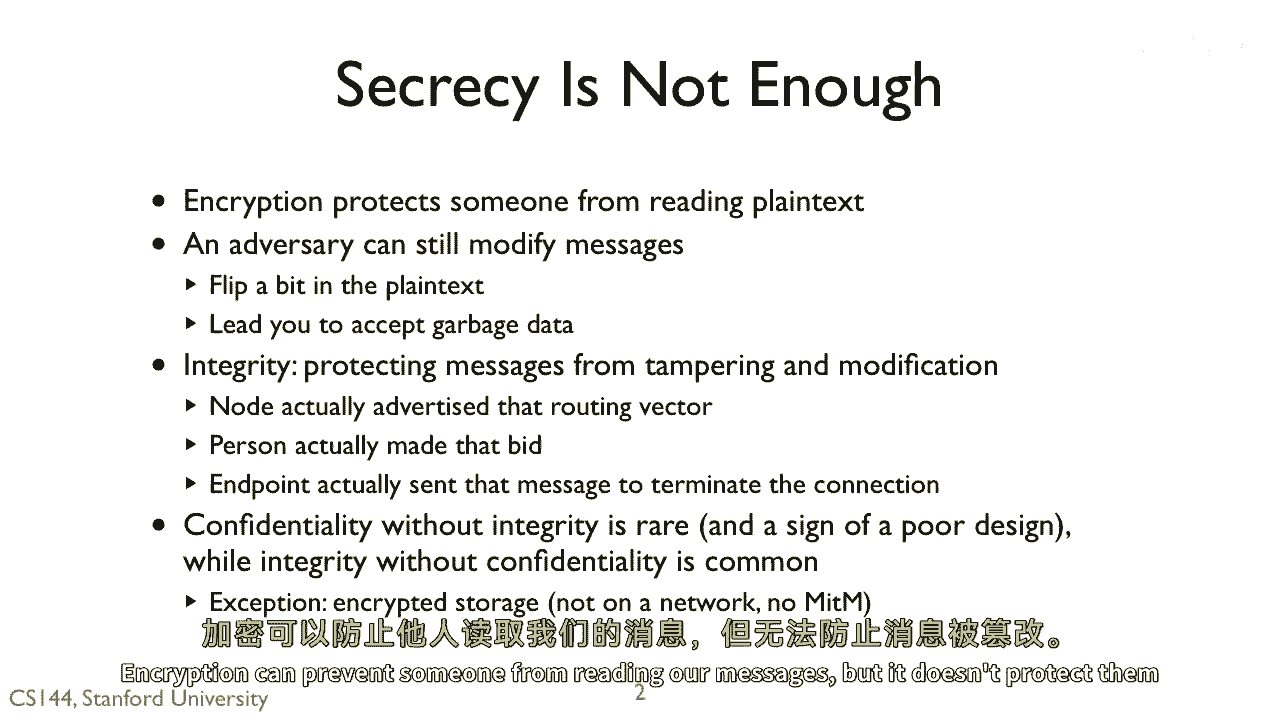 Secrecy Is Not Enough
• Encryption protects someone from reading plaintext
• An adversary can still modify messages
▸ Flip a bit in the plaintext
▸ Lead you to accept garbage data
• Integrity: protecting messages from tampering and modification
▸ Node actually advertised that routing vector
▸ Person actually made that bid
▸ Endpoint actually sent that message to terminate the connection
• Confidentiality without integrity is rare (and a sign of a poor design),
while integrity without confidentiality is common
▸ Exception: encrypted storage (not on a network, no MitM)
加密可以防止他人读取我们的消息，但无法防止消息被篡改。
Encryption can prevent someone from reading our messages, but it doesn't protect them
CS144, Stanford University
2